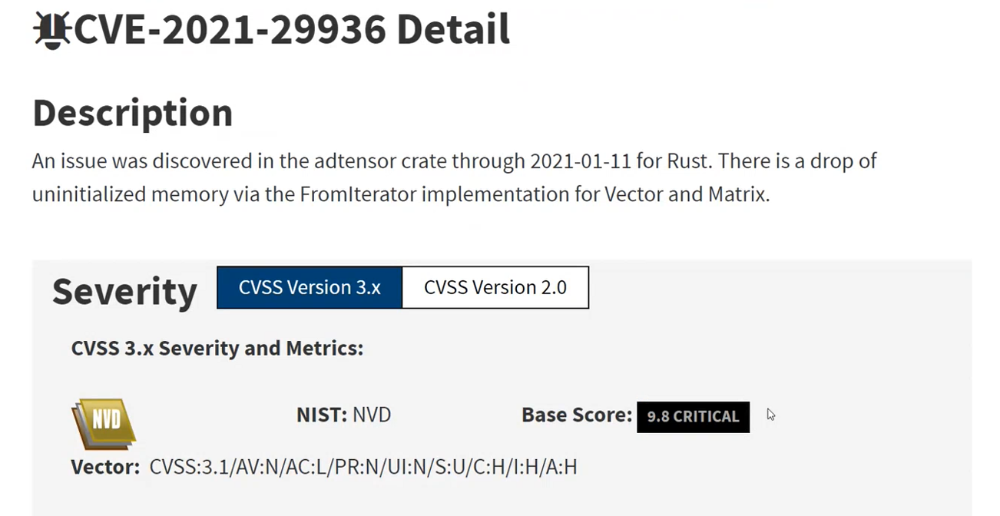 CVE-2021-29936 Detail
Description
An issue was discovered in the adtensor crate through 2021-01-11 for Rust. There is a drop of
uninitialized memory via the FromIterator implementation for Vector and Matrix.
Severity CVSS Version 3.x CVSS Version 2.0
CVSS 3.x Severity and Metrics:
NVD NIST: NVD Base Score: 9.8 CRITICAL
Vector: CVSS:3.1/AV:N/AC:L/PR:N/UI:N/S:U/C:H/I:H/A:H